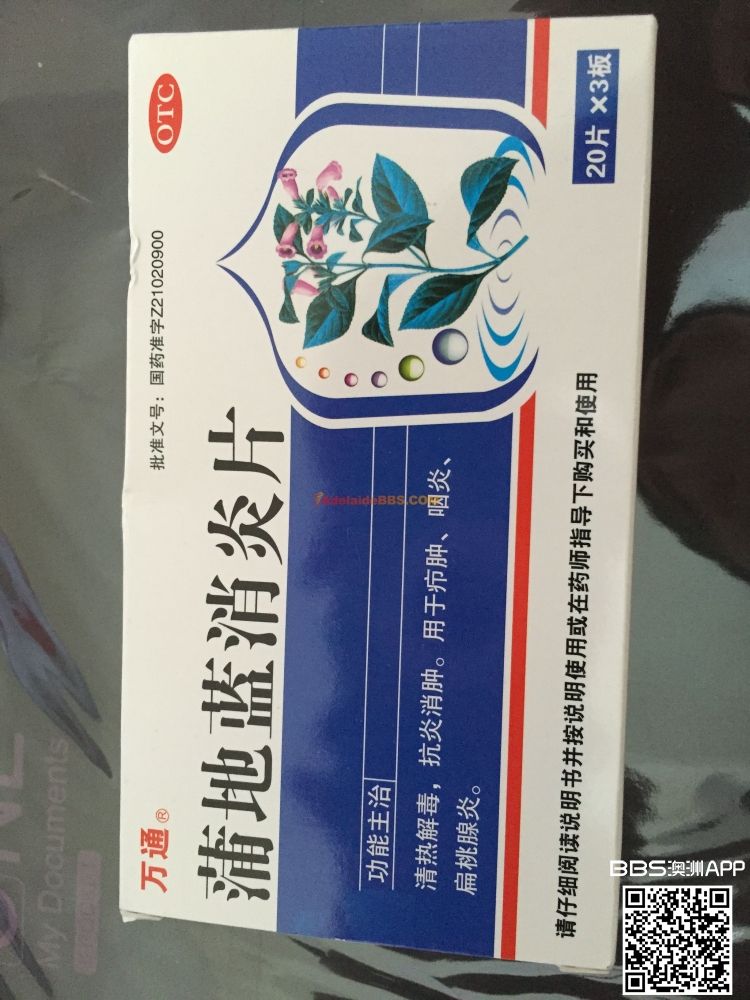 万通®
OTC
批准文号：国药准字Z21020900
蒲地蓝消炎片
20片 ×3板
功能主治
清热解毒，抗炎消肿。用于疖肿、咽炎、
扁桃腺炎。
请仔细阅读说明书并按说明使用或在药师指导下购买和使用
AdelaideBBS.com
My Documents
BBS澳洲APP